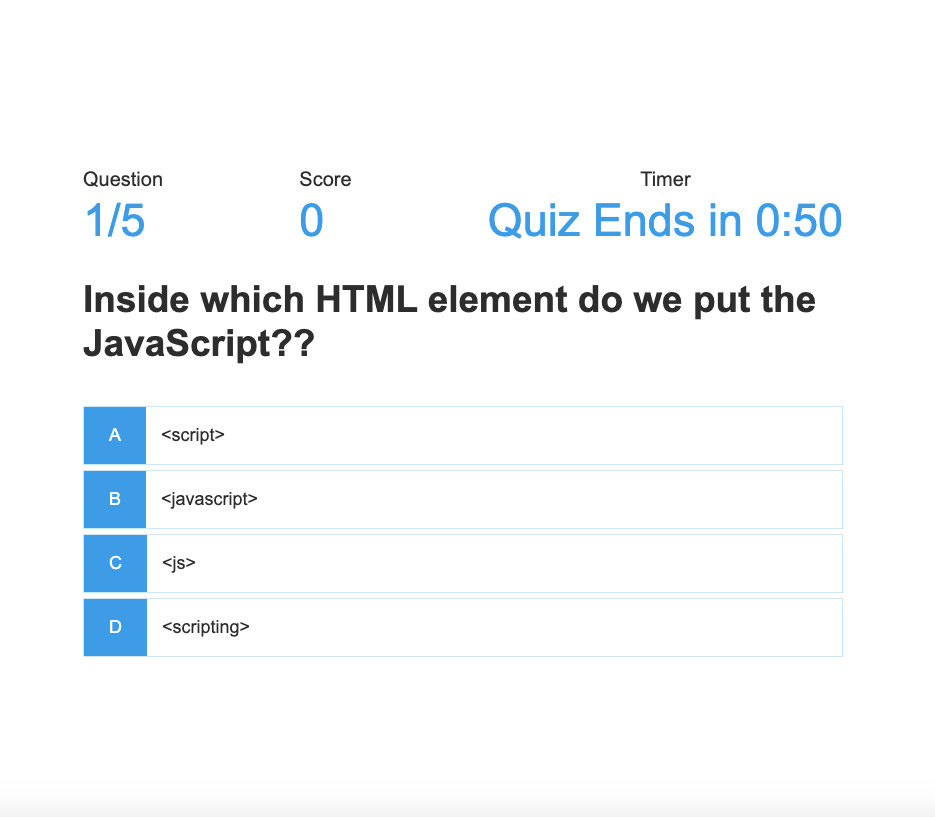 Question
Score
Timer
1/5
0
Quiz Ends in 0:50
Inside which HTML element do we put the
JavaScript??
A
<script>
B
<javascript>
C
<js>
D
<scripting>